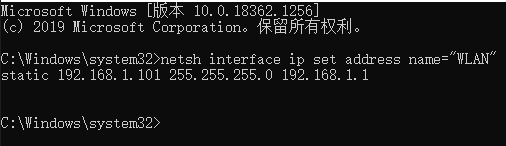 Microsoft Windows [版本 10.0.18362.1256]
(c) 2019 Microsoft Corporation。保留所有权利。
C:\Windows\system32>netsh interface ip set address name="WLAN"
static 192.168.1.101 255.255.255.0 192.168.1.1
C:\Windows\system32>